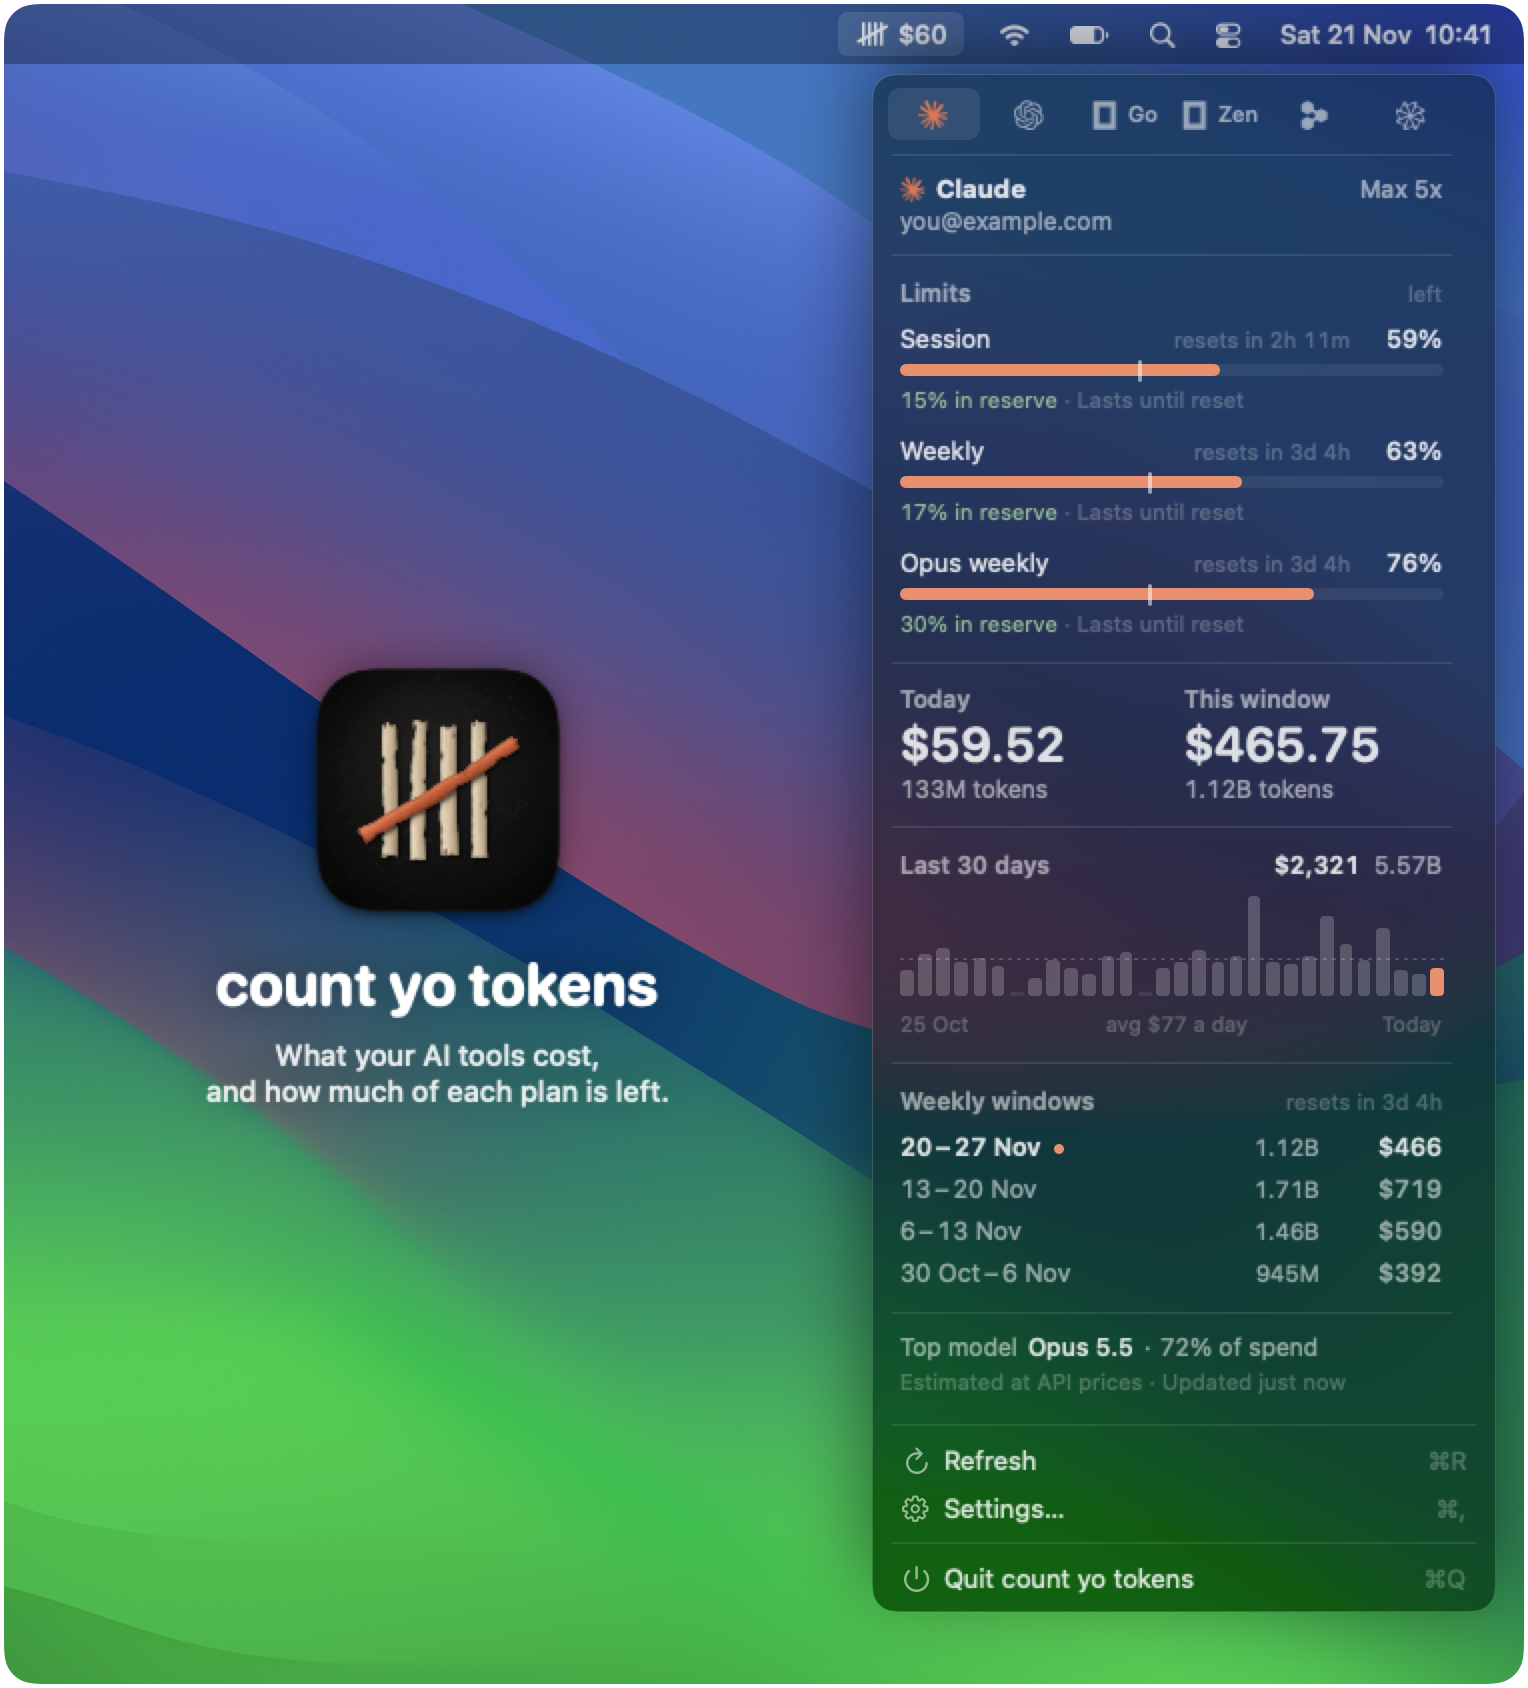 $60 Sat 21 Nov 10:41
Go Zen
Claude Max 5x
you@example.com
Limits left
Session resets in 2h 11m 59%
15% in reserve · Lasts until reset
Weekly resets in 3d 4h 63%
17% in reserve · Lasts until reset
Opus weekly resets in 3d 4h 76%
30% in reserve · Lasts until reset
Today This window
$59.52 $465.75
133M tokens 1.12B tokens
Last 30 days $2,321 5.57B
25 Oct avg $77 a day Today
Weekly windows resets in 3d 4h
20–27 Nov 1.12B $466
13–20 Nov 1.71B $719
6–13 Nov 1.46B $590
30 Oct–6 Nov 945M $392
Top model Opus 5.5 · 72% of spend
Estimated at API prices · Updated just now
Refresh ⌘R
Settings... ⌘,
Quit count yo tokens ⌘Q
count yo tokens
What your AI tools cost,
and how much of each plan is left.